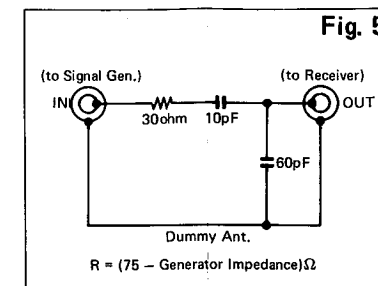 Fig. 5
(to Signal Gen.)
(to Receiver)
IN
OUT
30ohm
10pF
60pF
Dummy Ant.
R = (75 – Generator Impedance)Ω